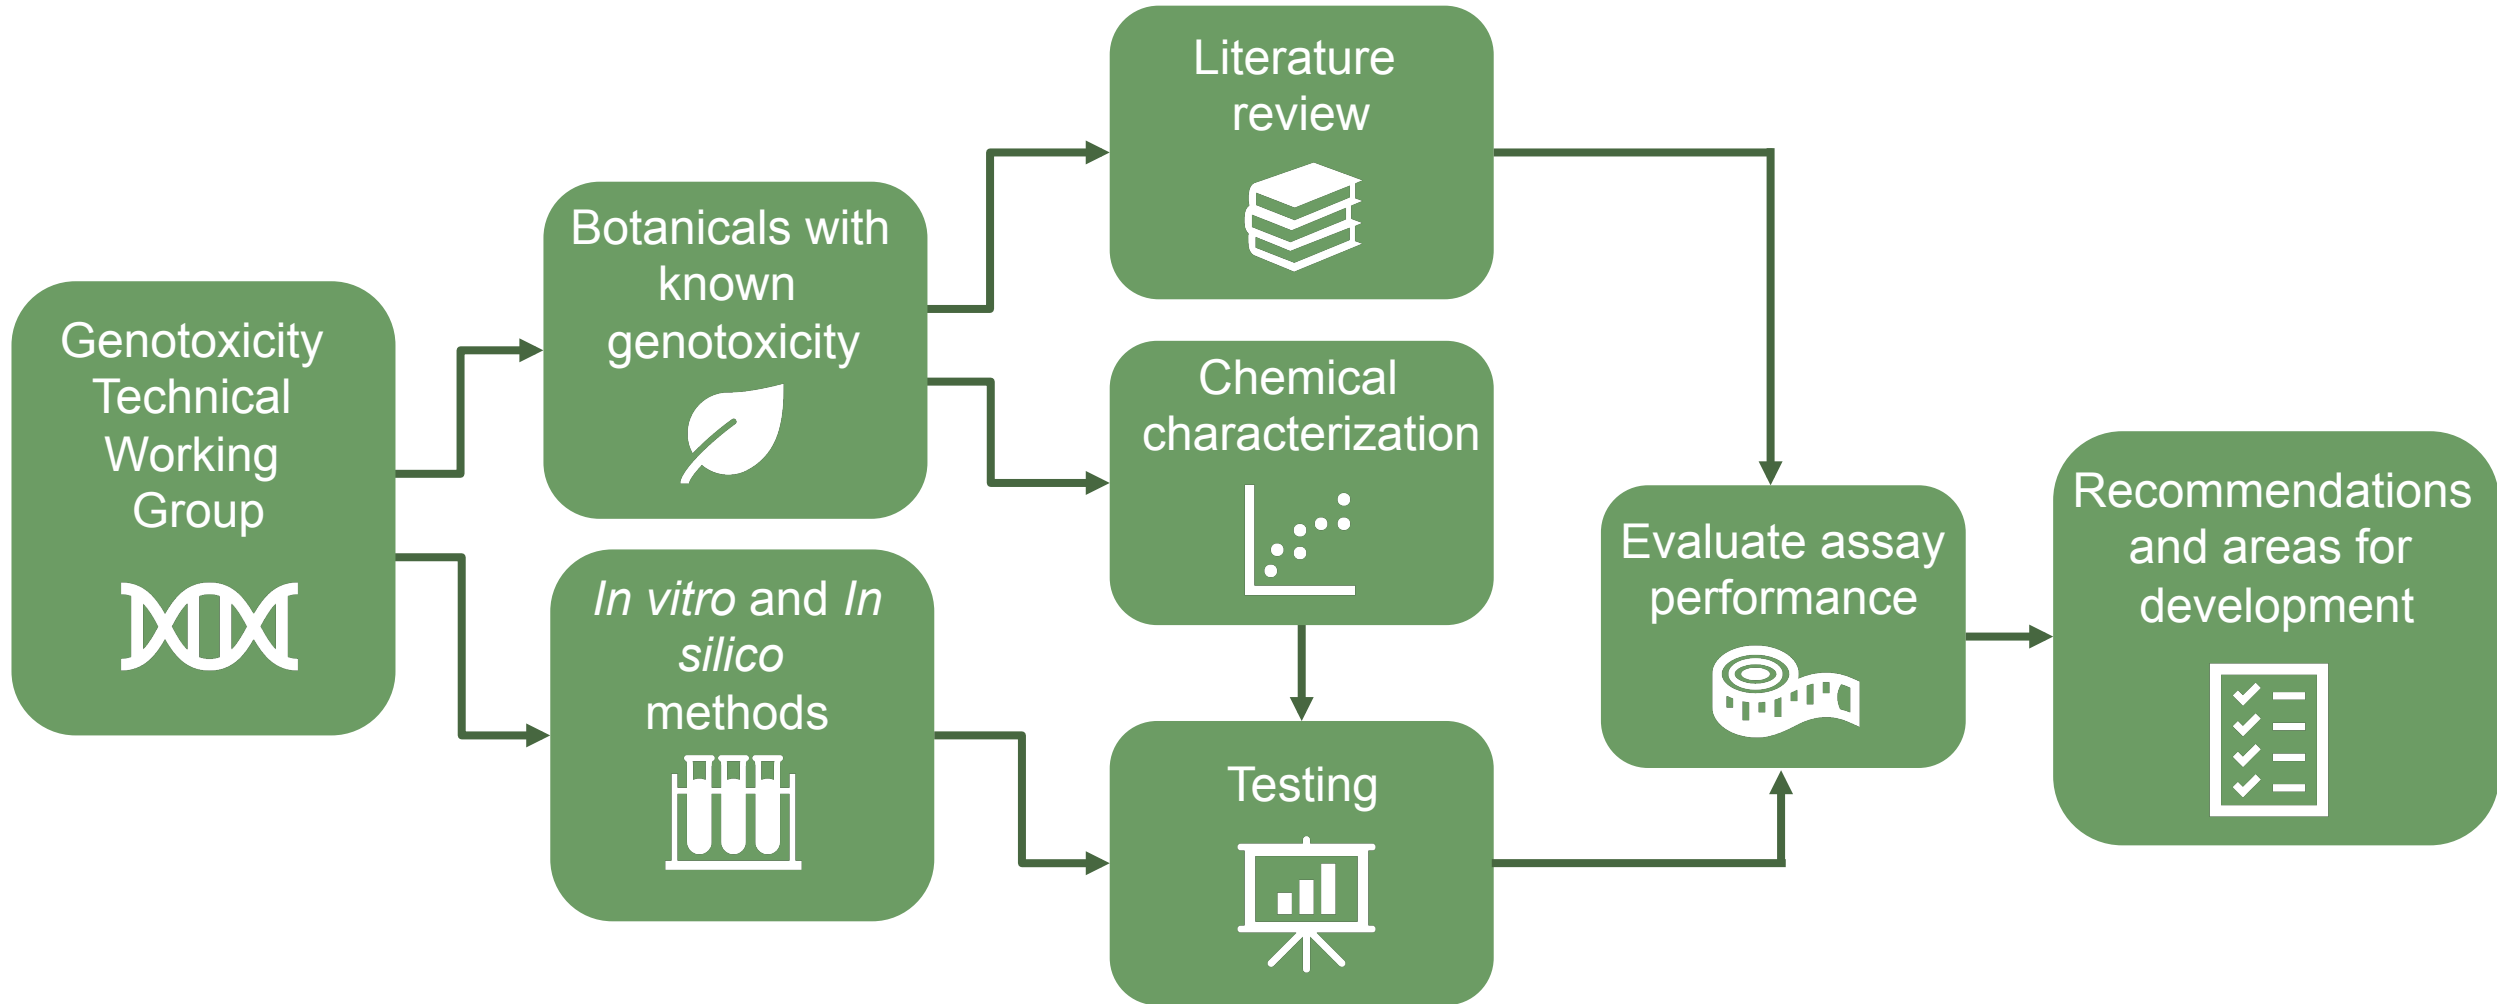 Genotoxicity
Technical
Working
Group
Botanicals with
known
genotoxicity
In vitro and In
silico
methods
Literature
review
Chemical
characterization
Testing
Evaluate assay
performance
Recommendations
and areas for
development